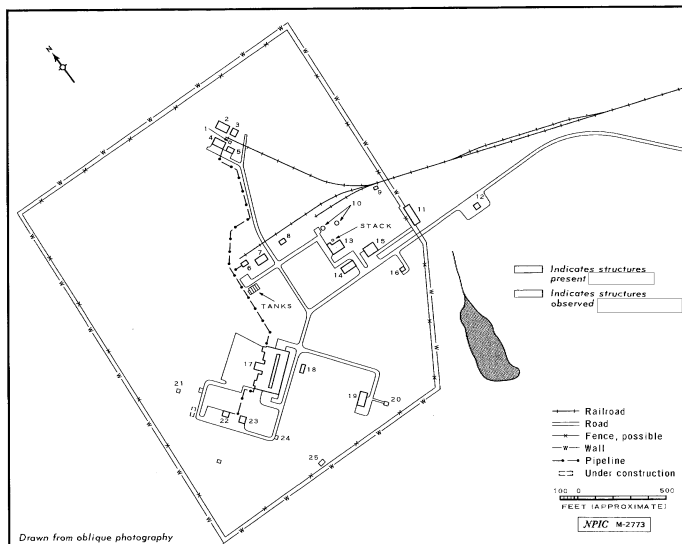 N
2
3
1
4
5
9
10
11
12
STACK
8
13
15
7
6
14
16
TANKS
Indicates structures
present
Indicates structures
observed
17
18
21
19
20
22
23
24
25
Railroad
Road
Fence, possible
Wall
Pipeline
Under construction
100 0 500
FEET (APPROXIMATE)
NPIC M-2773
Drawn from oblique photography